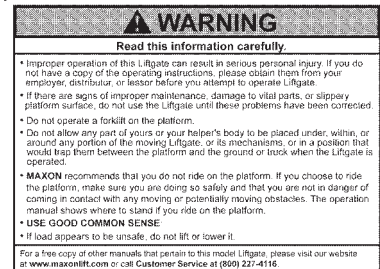 WARNING
Read this information carefully.
• Improper operation of this Liftgate can result in serious personal injury. If you do
not have a copy of the operating instructions, please obtain them from your
employer, distributor, or lessor before you attempt to operate Liftgate.
• If there are signs of improper maintenance, damage to vital parts, or slippery
platform surface, do not use the Liftgate until these problems have been corrected.
• Do not operate a forklift on the platform.
• Do not allow any part of yours or your helper's body to be placed under, within, or
around any portion of the moving Liftgate, or its mechanisms, or in a position that
would trap them between the platform and the ground or truck when the Liftgate is
operated.
• MAXON recommends that you do not ride on the platform. If you choose to ride
the platform, make sure you are doing so safely and that you are not in danger of
coming in contact with any moving or potentially moving obstacles. The operation
manual shows where to stand if you ride on the platform.
• USE GOOD COMMON SENSE
• If load appears to be unsafe, do not lift or lower it.
For a free copy of other manuals that pertain to this model Liftgate, please visit our website
at www.maxonlift.com or call Customer Service at (800) 227-4116.